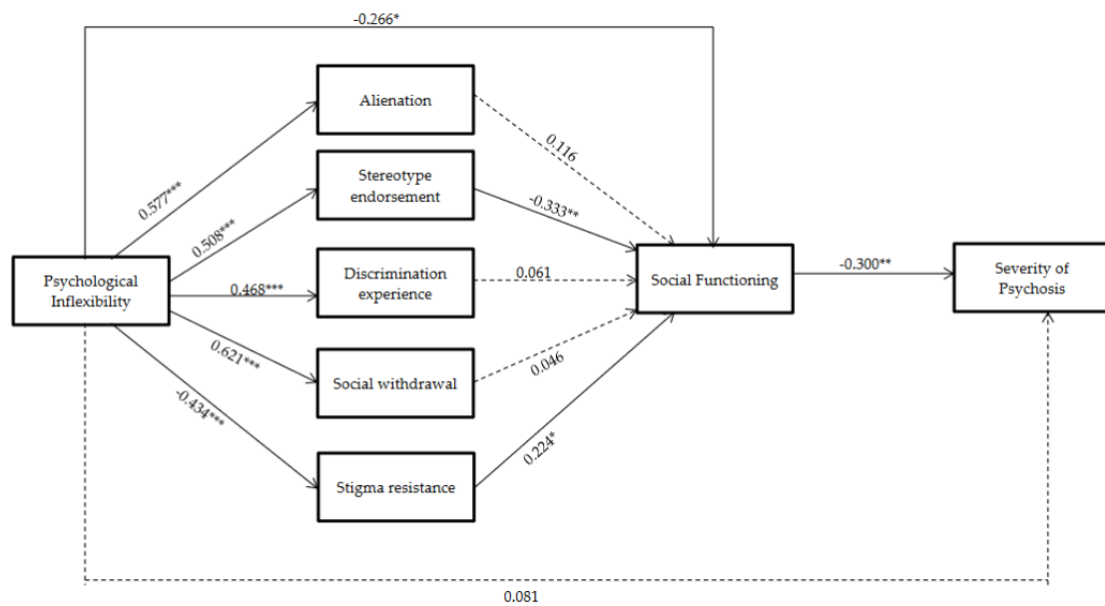 -0.266*
Alienation
0.116
0.577***
Stereotype
endorsement
-0.333**
0.508***
Psychological
Inflexibility
0.468***
Discrimination
experience
0.061
Social Functioning
-0.300**
Severity of
Psychosis
0.621***
Social withdrawal
0.046
-0.434***
Stigma resistance
0.224*
0.081